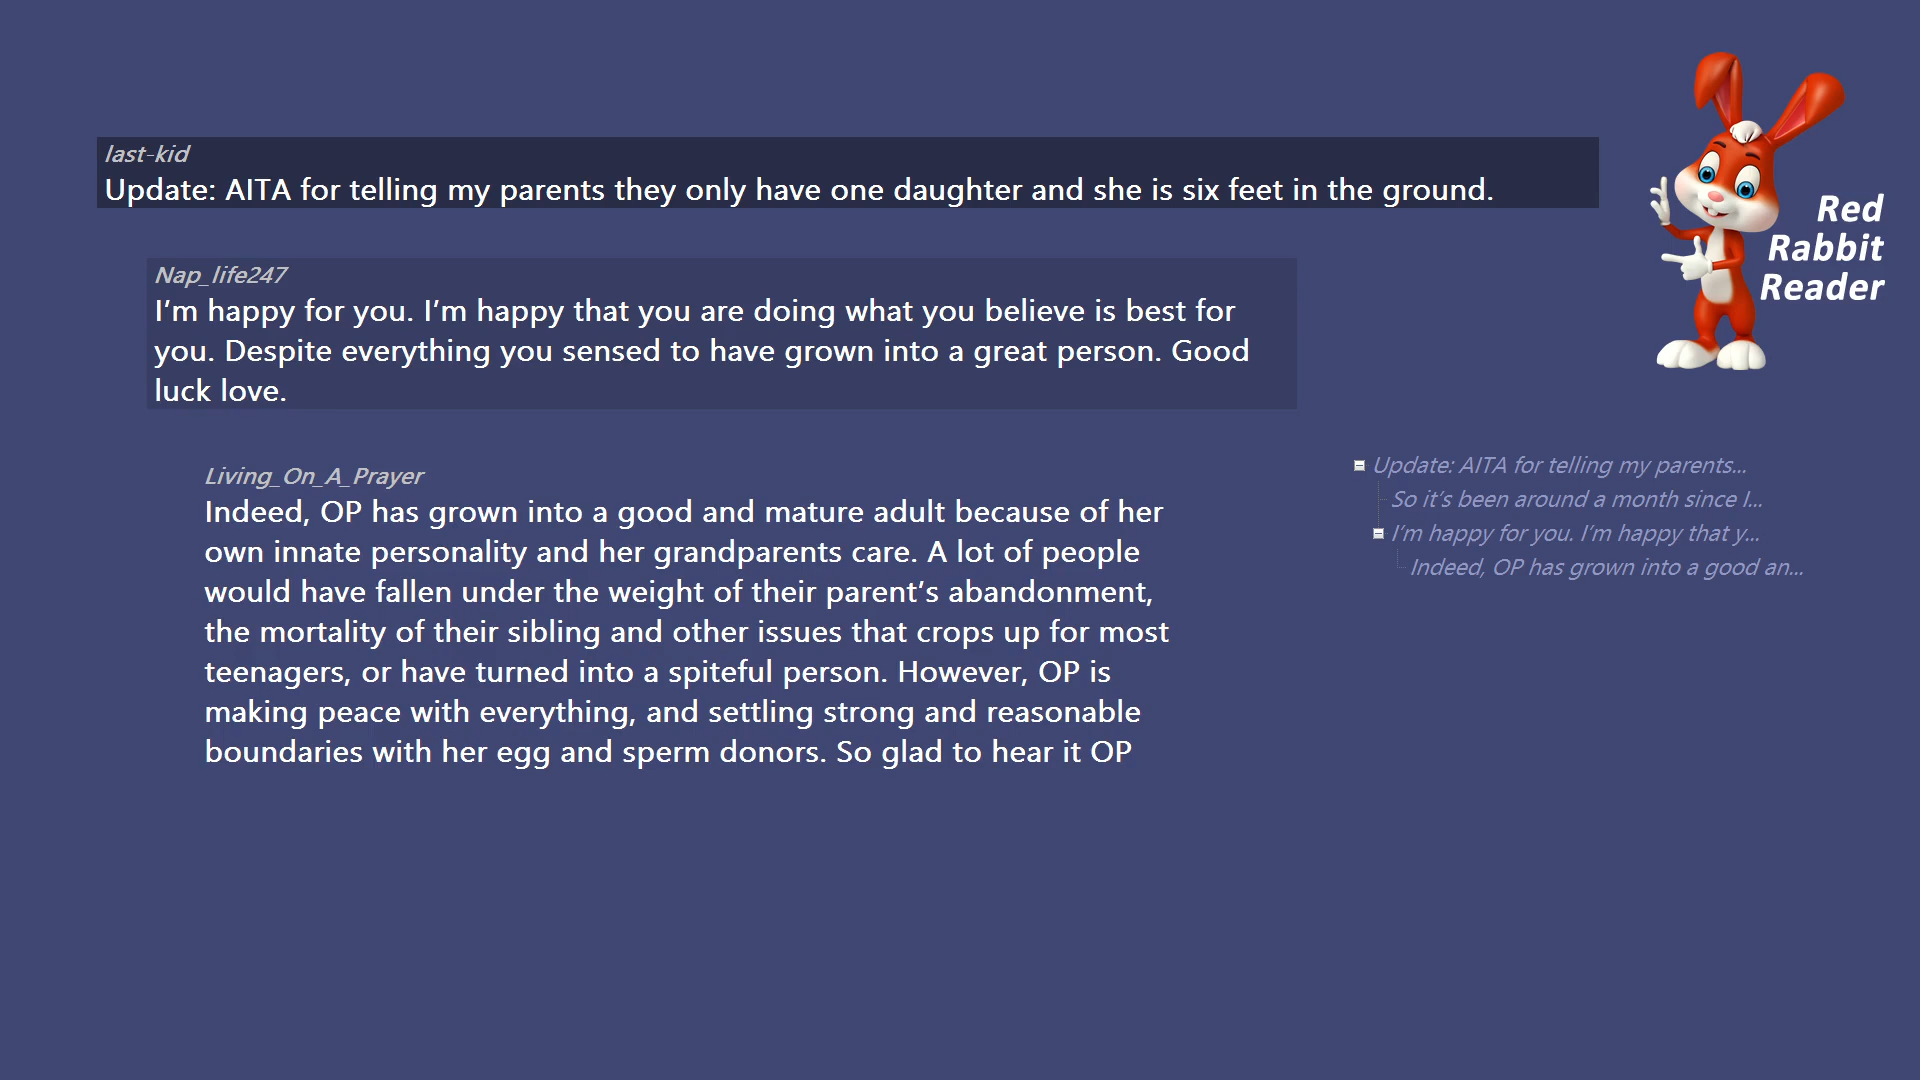 last-kid
Update: AITA for telling my parents they only have one daughter and she is six feet in the ground.
Nap_life247
I’m happy for you. I’m happy that you are doing what you believe is best for
you. Despite everything you sensed to have grown into a great person. Good
luck love.
Living_On_A_Prayer
Indeed, OP has grown into a good and mature adult because of her
own innate personality and her grandparents care. A lot of people
would have fallen under the weight of their parent’s abandonment,
the mortality of their sibling and other issues that crops up for most
teenagers, or have turned into a spiteful person. However, OP is
making peace with everything, and settling strong and reasonable
boundaries with her egg and sperm donors. So glad to hear it OP
Red
Rabbit
Reader
Update: AITA for telling my parents...
So it’s been around a month since I...
I’m happy for you. I’m happy that y...
Indeed, OP has grown into a good an...